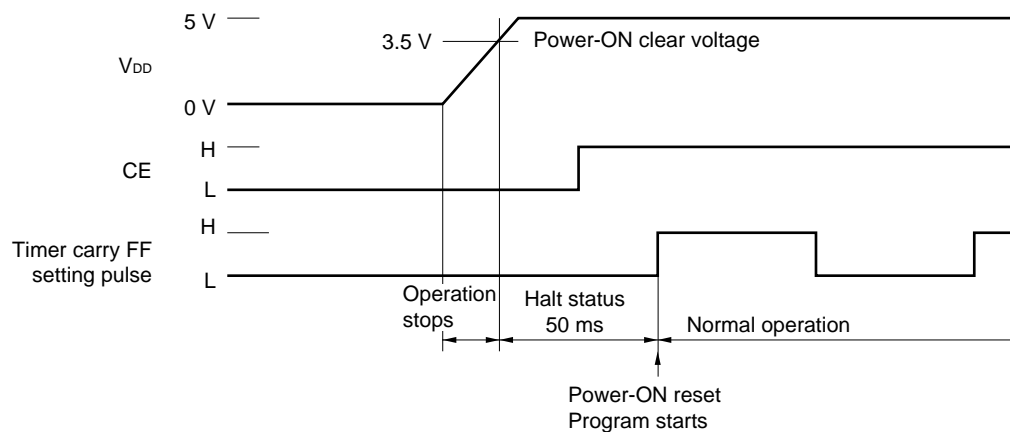 5 V
3.5 V
Power-ON clear voltage
VDD
0 V
H
CE
L
H
Timer carry FF
setting pulse
L
Operation
stops
Halt status
50 ms
Normal operation
Power-ON reset
Program starts